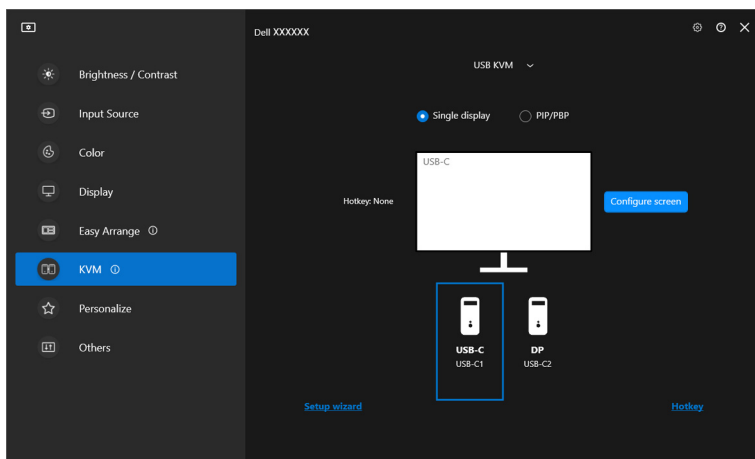 Dell XXXXXX
Brightness / Contrast
Input Source
Color
Display
Easy Arrange
KVM
Personalize
Others
USB KVM
Single display
PIP/PBP
USB-C
Hotkey: None
Configure screen
USB-C
USB-C1
DP
USB-C2
Setup wizard
Hotkey